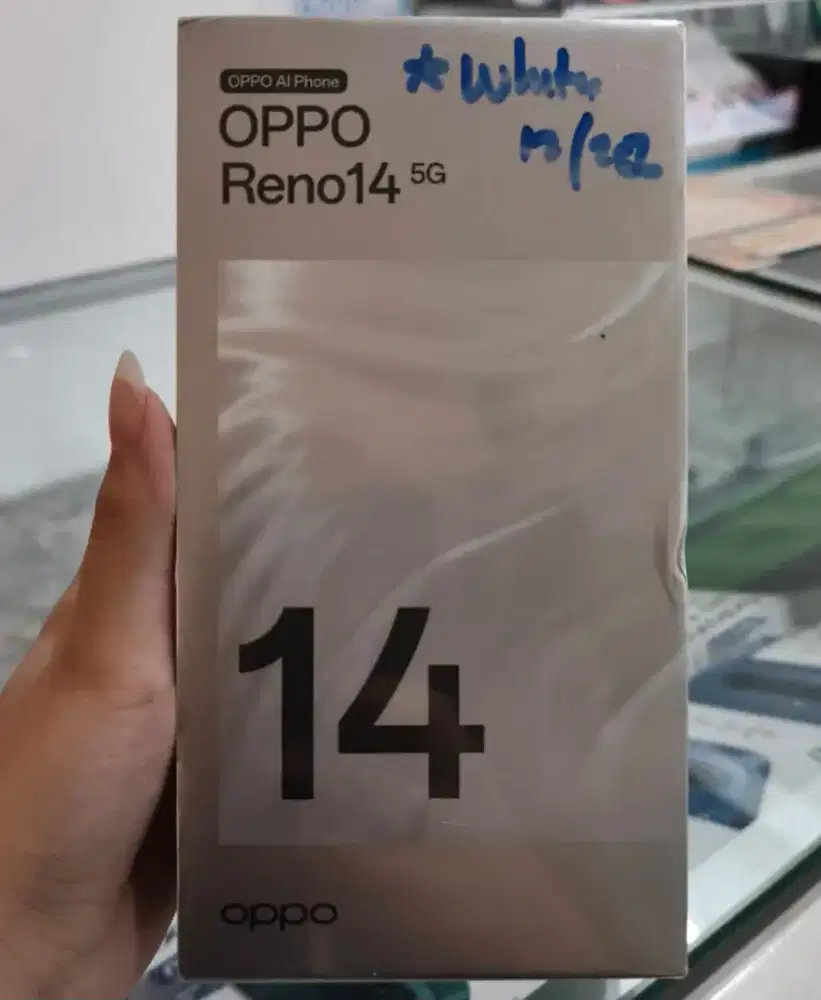 OPPO AI Phone
* White
OPPO
Reno14 5G
14
oppo